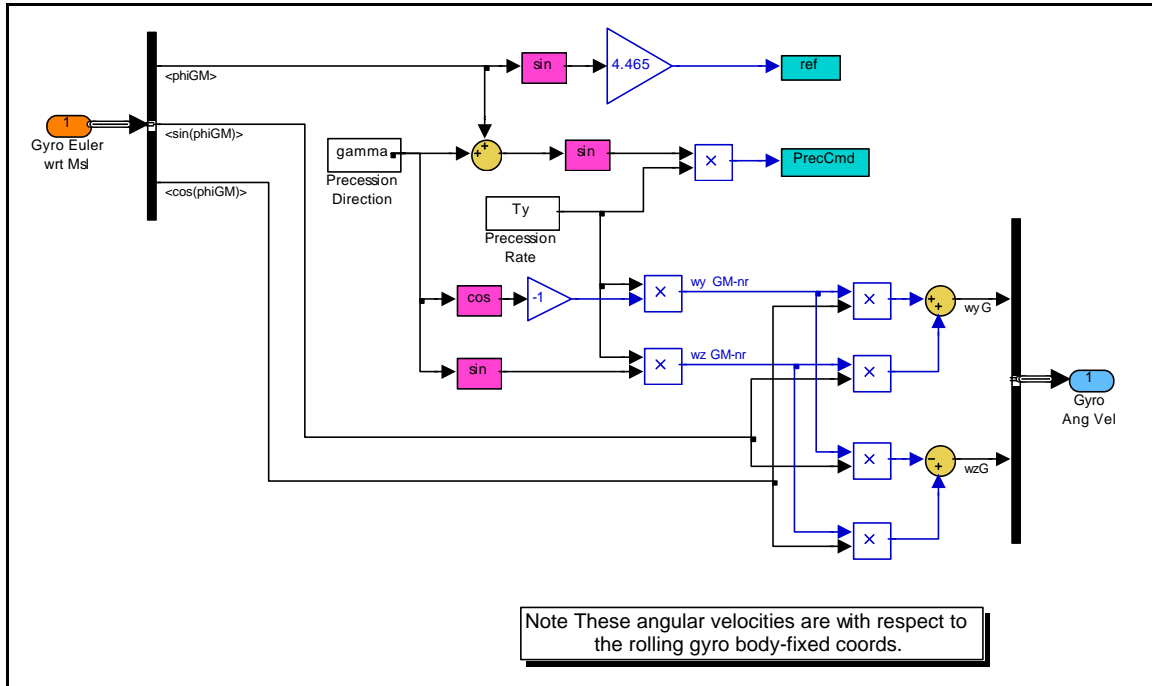 <phiGM>
sin
4.465
ref
1
Gyro Euler
wrt Msl
<sin(phiGM)>
+
+
gamma
sin
×
PrecCmd
Precession
Direction
<cos(phiGM)>
Ty
Precession
Rate
cos
-1
×
wy GM-nr
×
+
+
wyG
sin
×
wz GM-nr
×
1
Gyro
Ang Vel
×
−
+
wzG
×
Note These angular velocities are with respect to
the rolling gyro body-fixed coords.